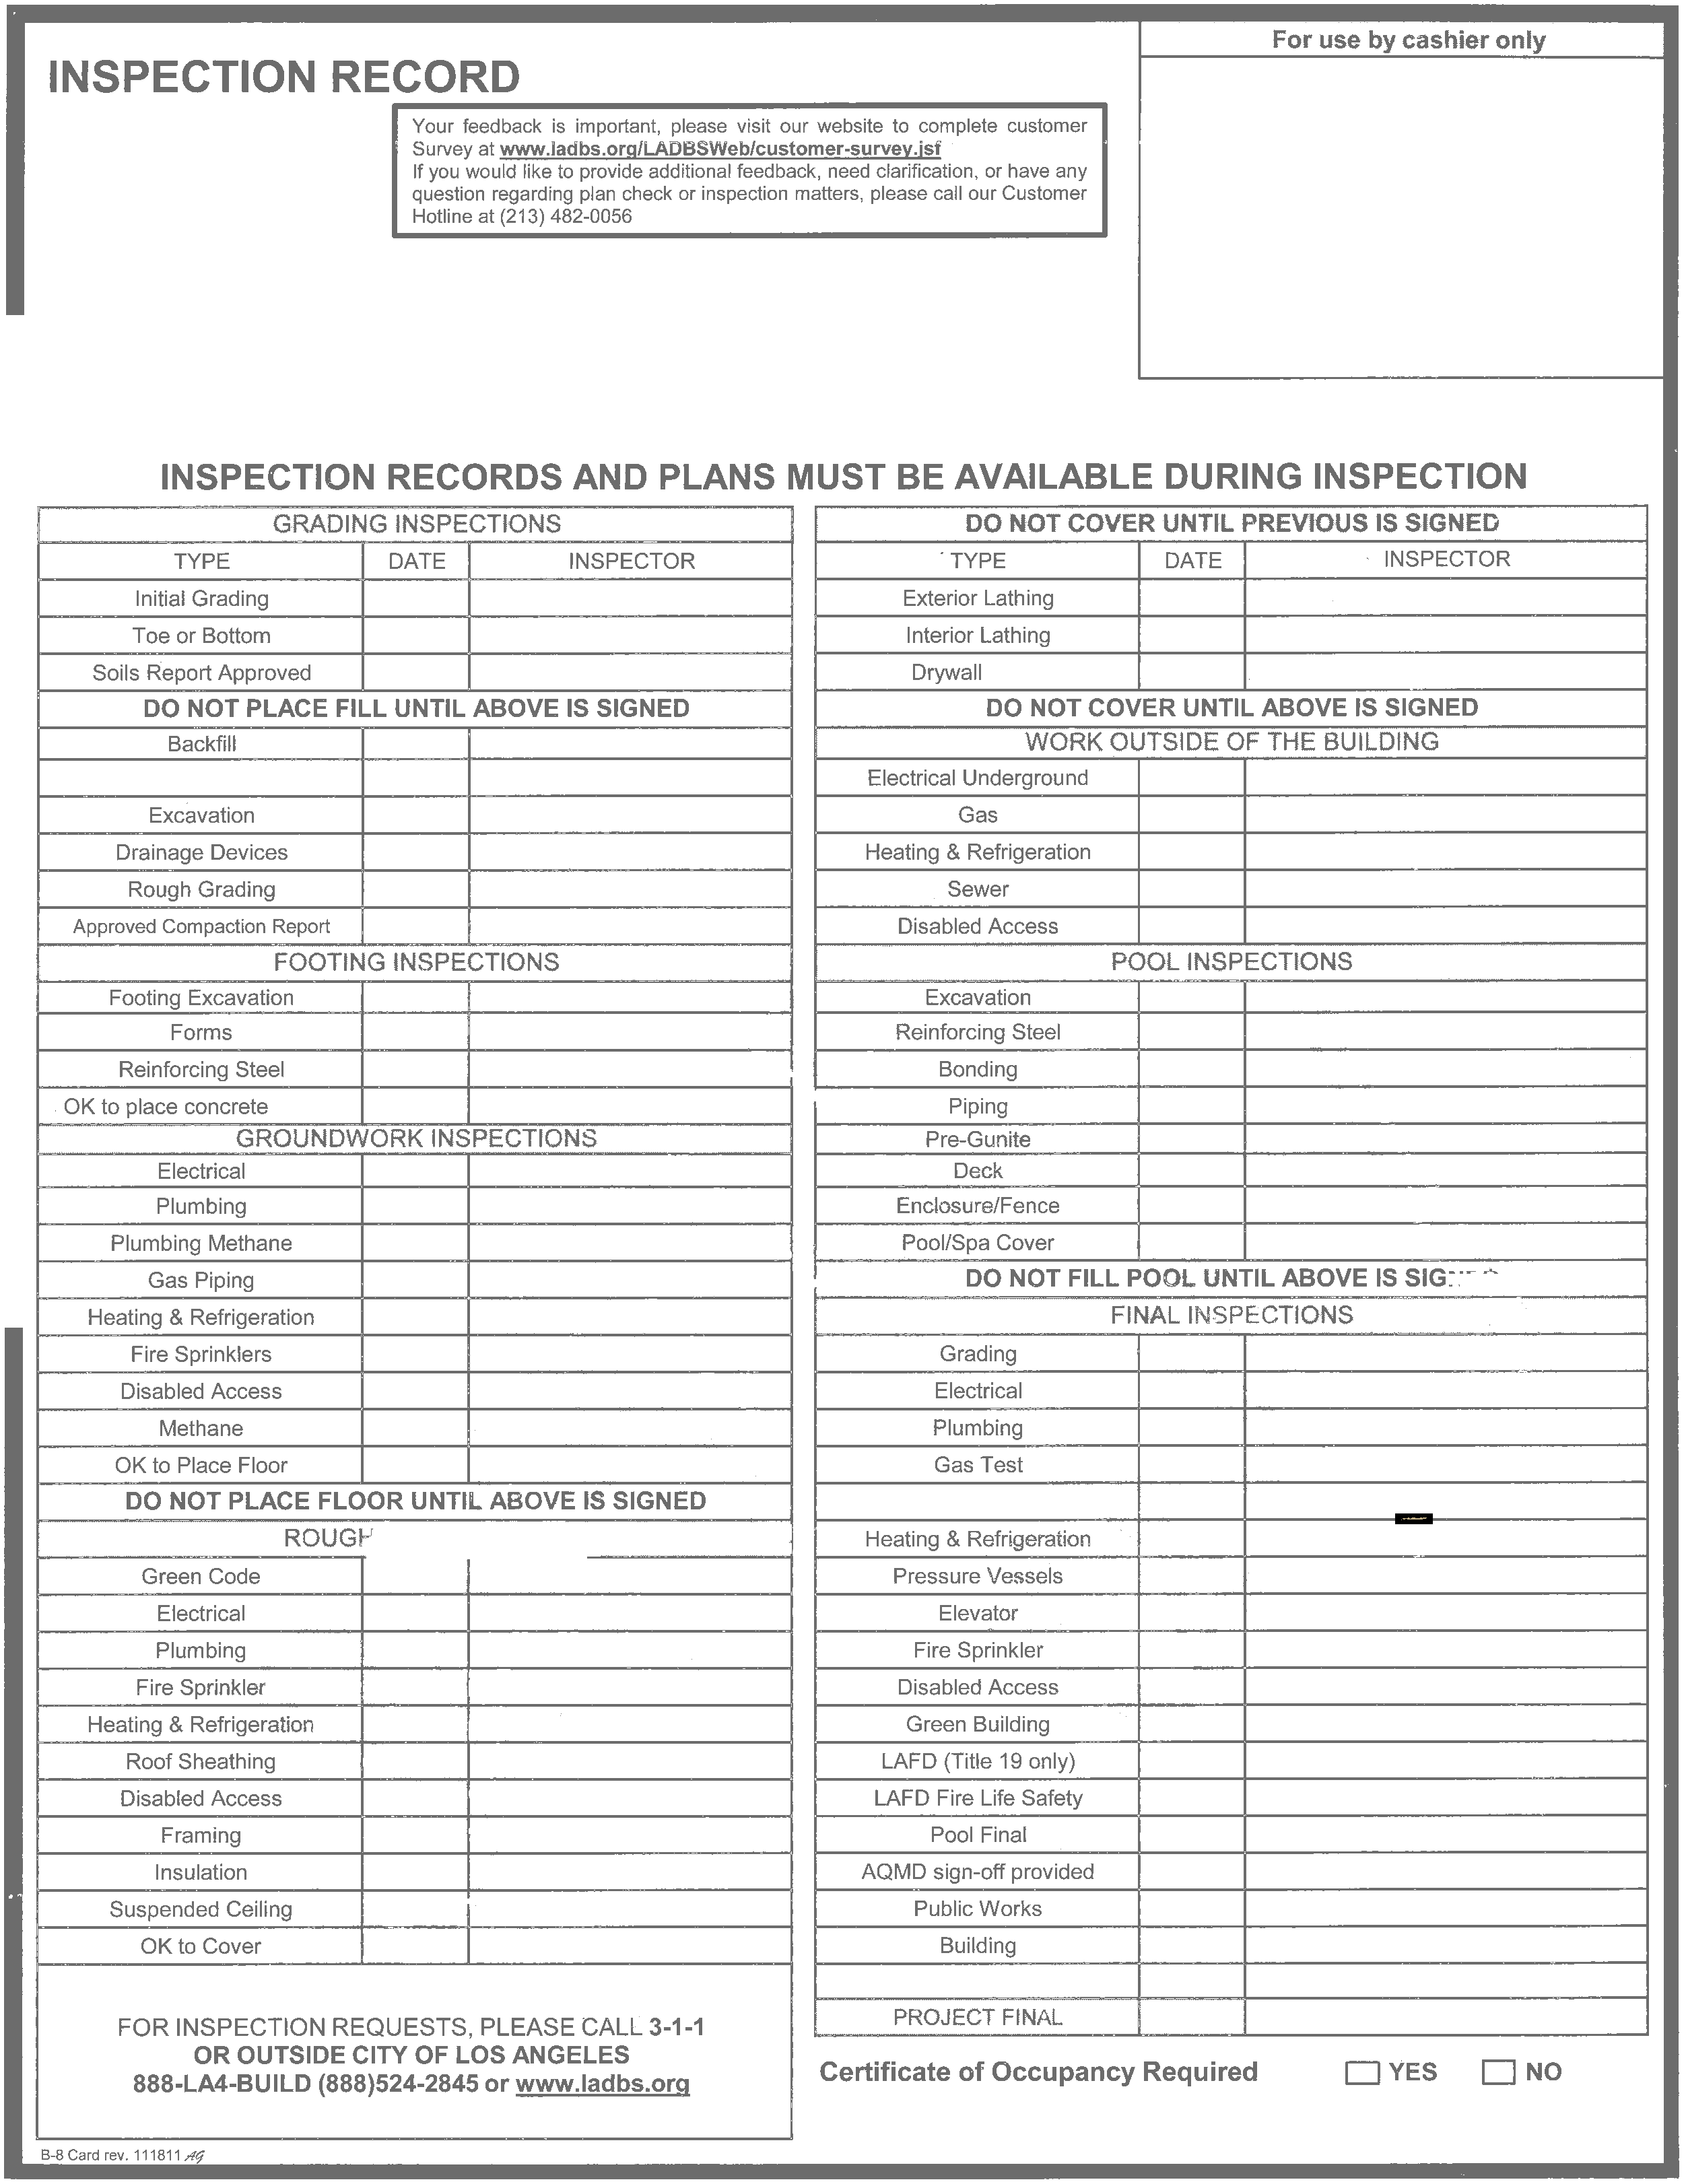 For use by cashier only
INSPECTION RECORD
Your feedback is important, please visit our website to complete customer
Survey at www.ladbs.org/LADBSWeb/customer-survey.jsf
If you would like to provide additional feedback, need clarification, or have any
question regarding plan check or inspection matters, please call our Customer
Hotline at (213) 482-0056
INSPECTION RECORDS AND PLANS MUST BE AVAILABLE DURING INSPECTION
GRADING INSPECTIONS
TYPE DATE INSPECTOR
Initial Grading
Toe or Bottom
Soils Report Approved
DO NOT PLACE FILL UNTIL ABOVE IS SIGNED
Backfill
Excavation
Drainage Devices
Rough Grading
Approved Compaction Report
FOOTING INSPECTIONS
Footing Excavation
Forms
Reinforcing Steel
OK to place concrete
GROUNDWORK INSPECTIONS
Electrical
Plumbing
Plumbing Methane
Gas Piping
Heating & Refrigeration
Fire Sprinklers
Disabled Access
Methane
OK to Place Floor
DO NOT PLACE FLOOR UNTIL ABOVE IS SIGNED
ROUGH
Green Code
Electrical
Plumbing
Fire Sprinkler
Heating & Refrigeration
Roof Sheathing
Disabled Access
Framing
Insulation
Suspended Ceiling
OK to Cover
FOR INSPECTION REQUESTS, PLEASE CALL 3-1-1
OR OUTSIDE CITY OF LOS ANGELES
888-LA4-BUILD (888)524-2845 or www.ladbs.org
B-8 Card rev. 111811 AG
DO NOT COVER UNTIL PREVIOUS IS SIGNED
TYPE DATE INSPECTOR
Exterior Lathing
Interior Lathing
Drywall
DO NOT COVER UNTIL ABOVE IS SIGNED
WORK OUTSIDE OF THE BUILDING
Electrical Underground
Gas
Heating & Refrigeration
Sewer
Disabled Access
POOL INSPECTIONS
Excavation
Reinforcing Steel
Bonding
Piping
Pre-Gunite
Deck
Enclosure/Fence
Pool/Spa Cover
DO NOT FILL POOL UNTIL ABOVE IS SIG
FINAL INSPECTIONS
Grading
Electrical
Plumbing
Gas Test
Heating & Refrigeration
Pressure Vessels
Elevator
Fire Sprinkler
Disabled Access
Green Building
LAFD (Title 19 only)
LAFD Fire Life Safety
Pool Final
AQMD sign-off provided
Public Works
Building
PROJECT FINAL
Certificate of Occupancy Required YES NO